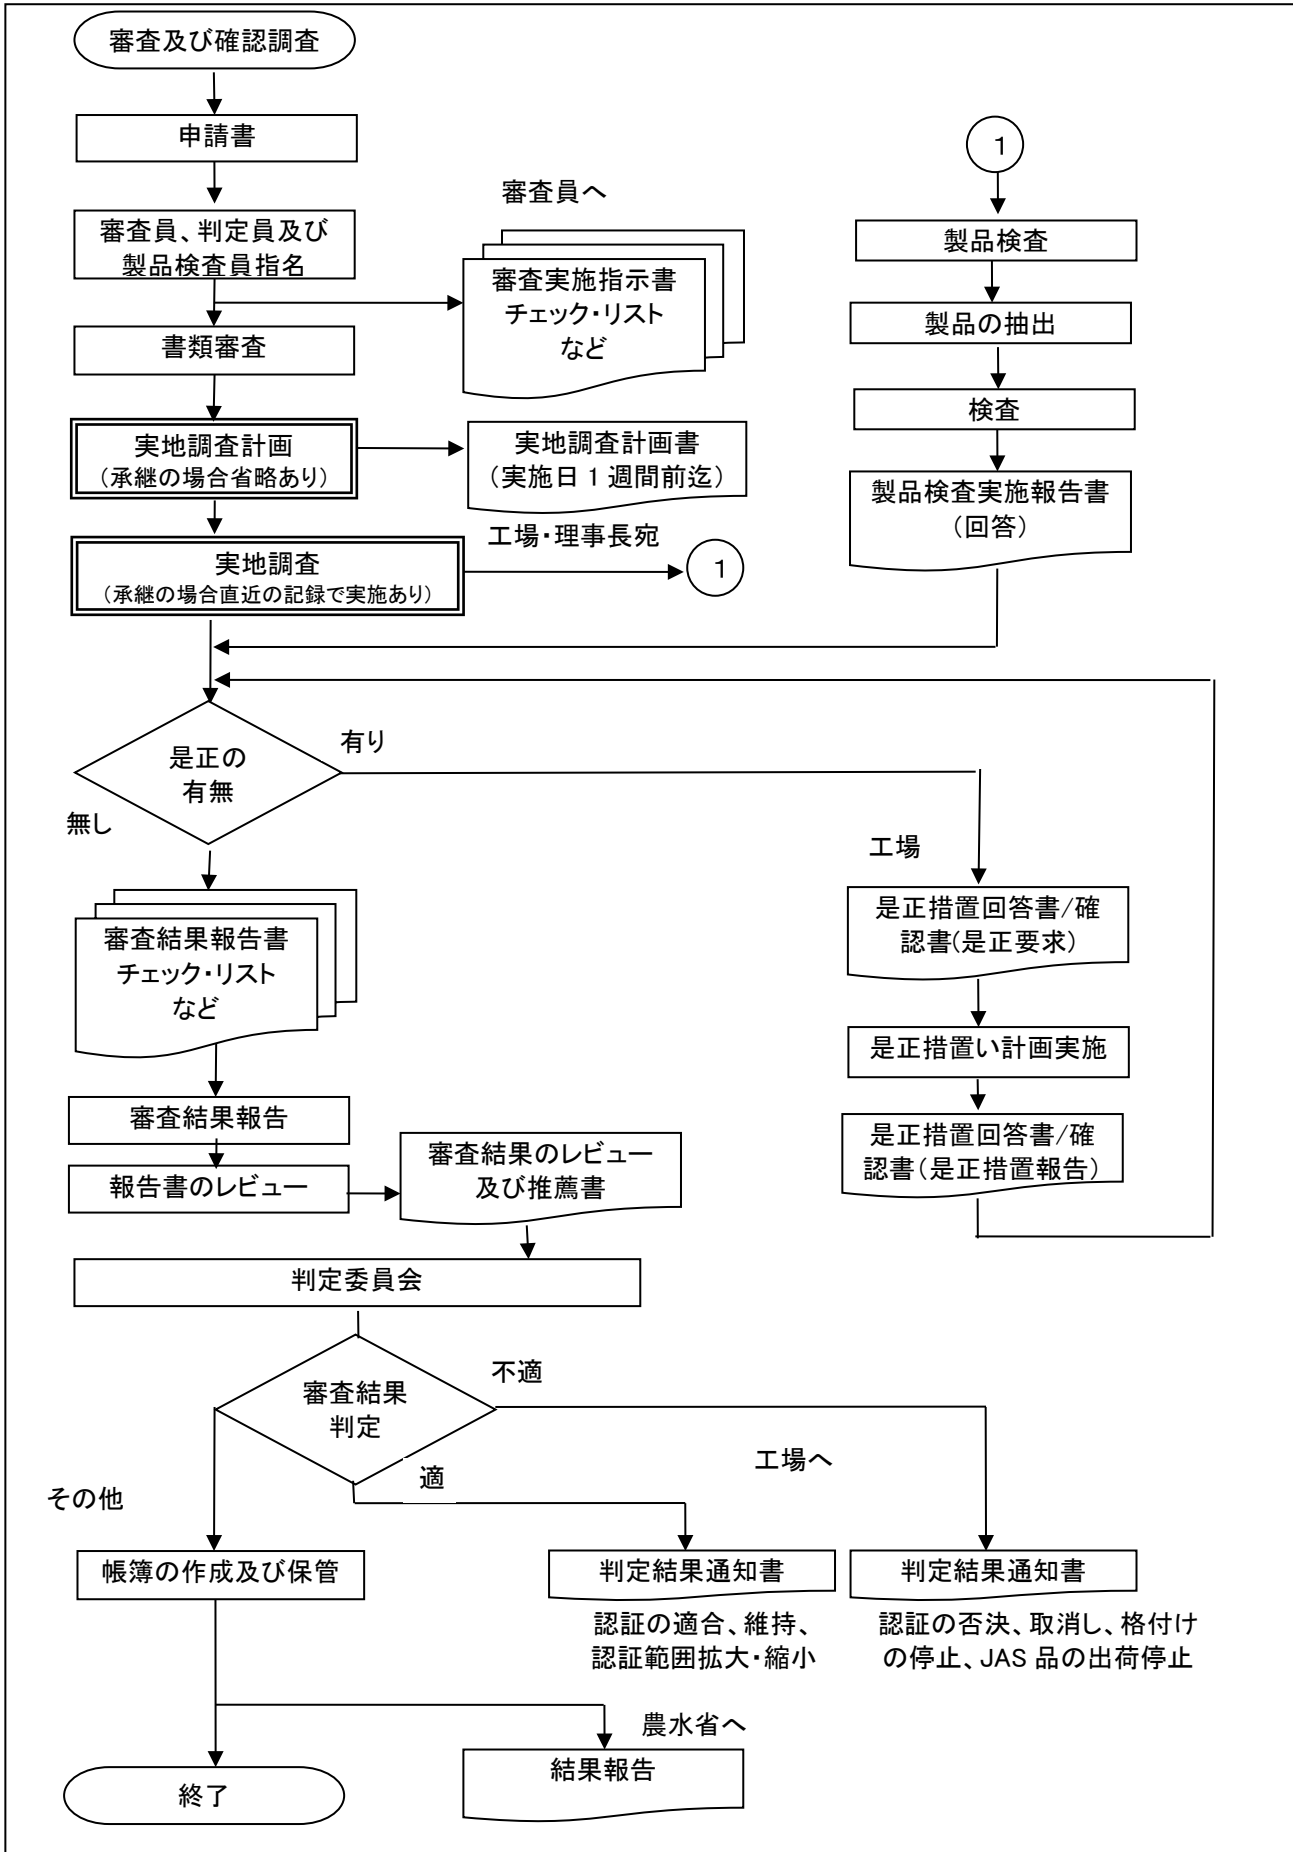 審査及び確認調査
申請書
審査員、判定員及び
製品検査員指名
審査員へ
審査実施指示書
チェック・リスト
など
書類審査
実地調査計画
（承継の場合省略あり）
実地調査計画書
（実施日1週間前迄）
実地調査
（承継の場合直近の記録で実施あり）
工場・理事長宛
1
1
製品検査
製品の抽出
検査
製品検査実施報告書
（回答）
是正の
有無
有り
無し
工場
是正措置回答書/確
認書(是正要求)
是正措置い計画実施
是正措置回答書/確
認書(是正措置報告)
審査結果報告書
チェック・リスト
など
審査結果報告
報告書のレビュー
審査結果のレビュー
及び推薦書
判定委員会
審査結果
判定
不適
適
工場へ
その他
帳簿の作成及び保管
判定結果通知書
認証の適合、維持、
認証範囲拡大・縮小
判定結果通知書
認証の否決、取消し、格付け
の停止、JAS 品の出荷停止
農水省へ
結果報告
終了